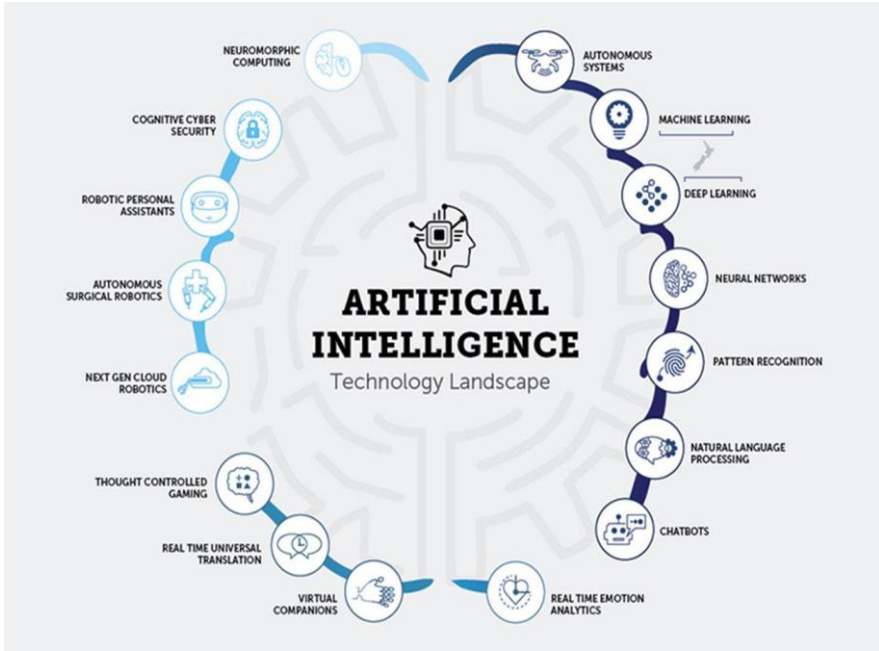 ARTIFICIAL
INTELLIGENCE
Technology Landscape
NEUROMORPHIC
COMPUTING
COGNITIVE CYBER
SECURITY
ROBOTIC PERSONAL
ASSISTANTS
AUTONOMOUS
SURGICAL ROBOTICS
NEXT GEN CLOUD
ROBOTICS
THOUGHT CONTROLLED
GAMING
REAL TIME UNIVERSAL
TRANSLATION
VIRTUAL
COMPANIONS
AUTONOMOUS
SYSTEMS
MACHINE LEARNING
DEEP LEARNING
NEURAL NETWORKS
PATTERN RECOGNITION
NATURAL LANGUAGE
PROCESSING
CHATBOTS
REAL TIME EMOTION
ANALYTICS